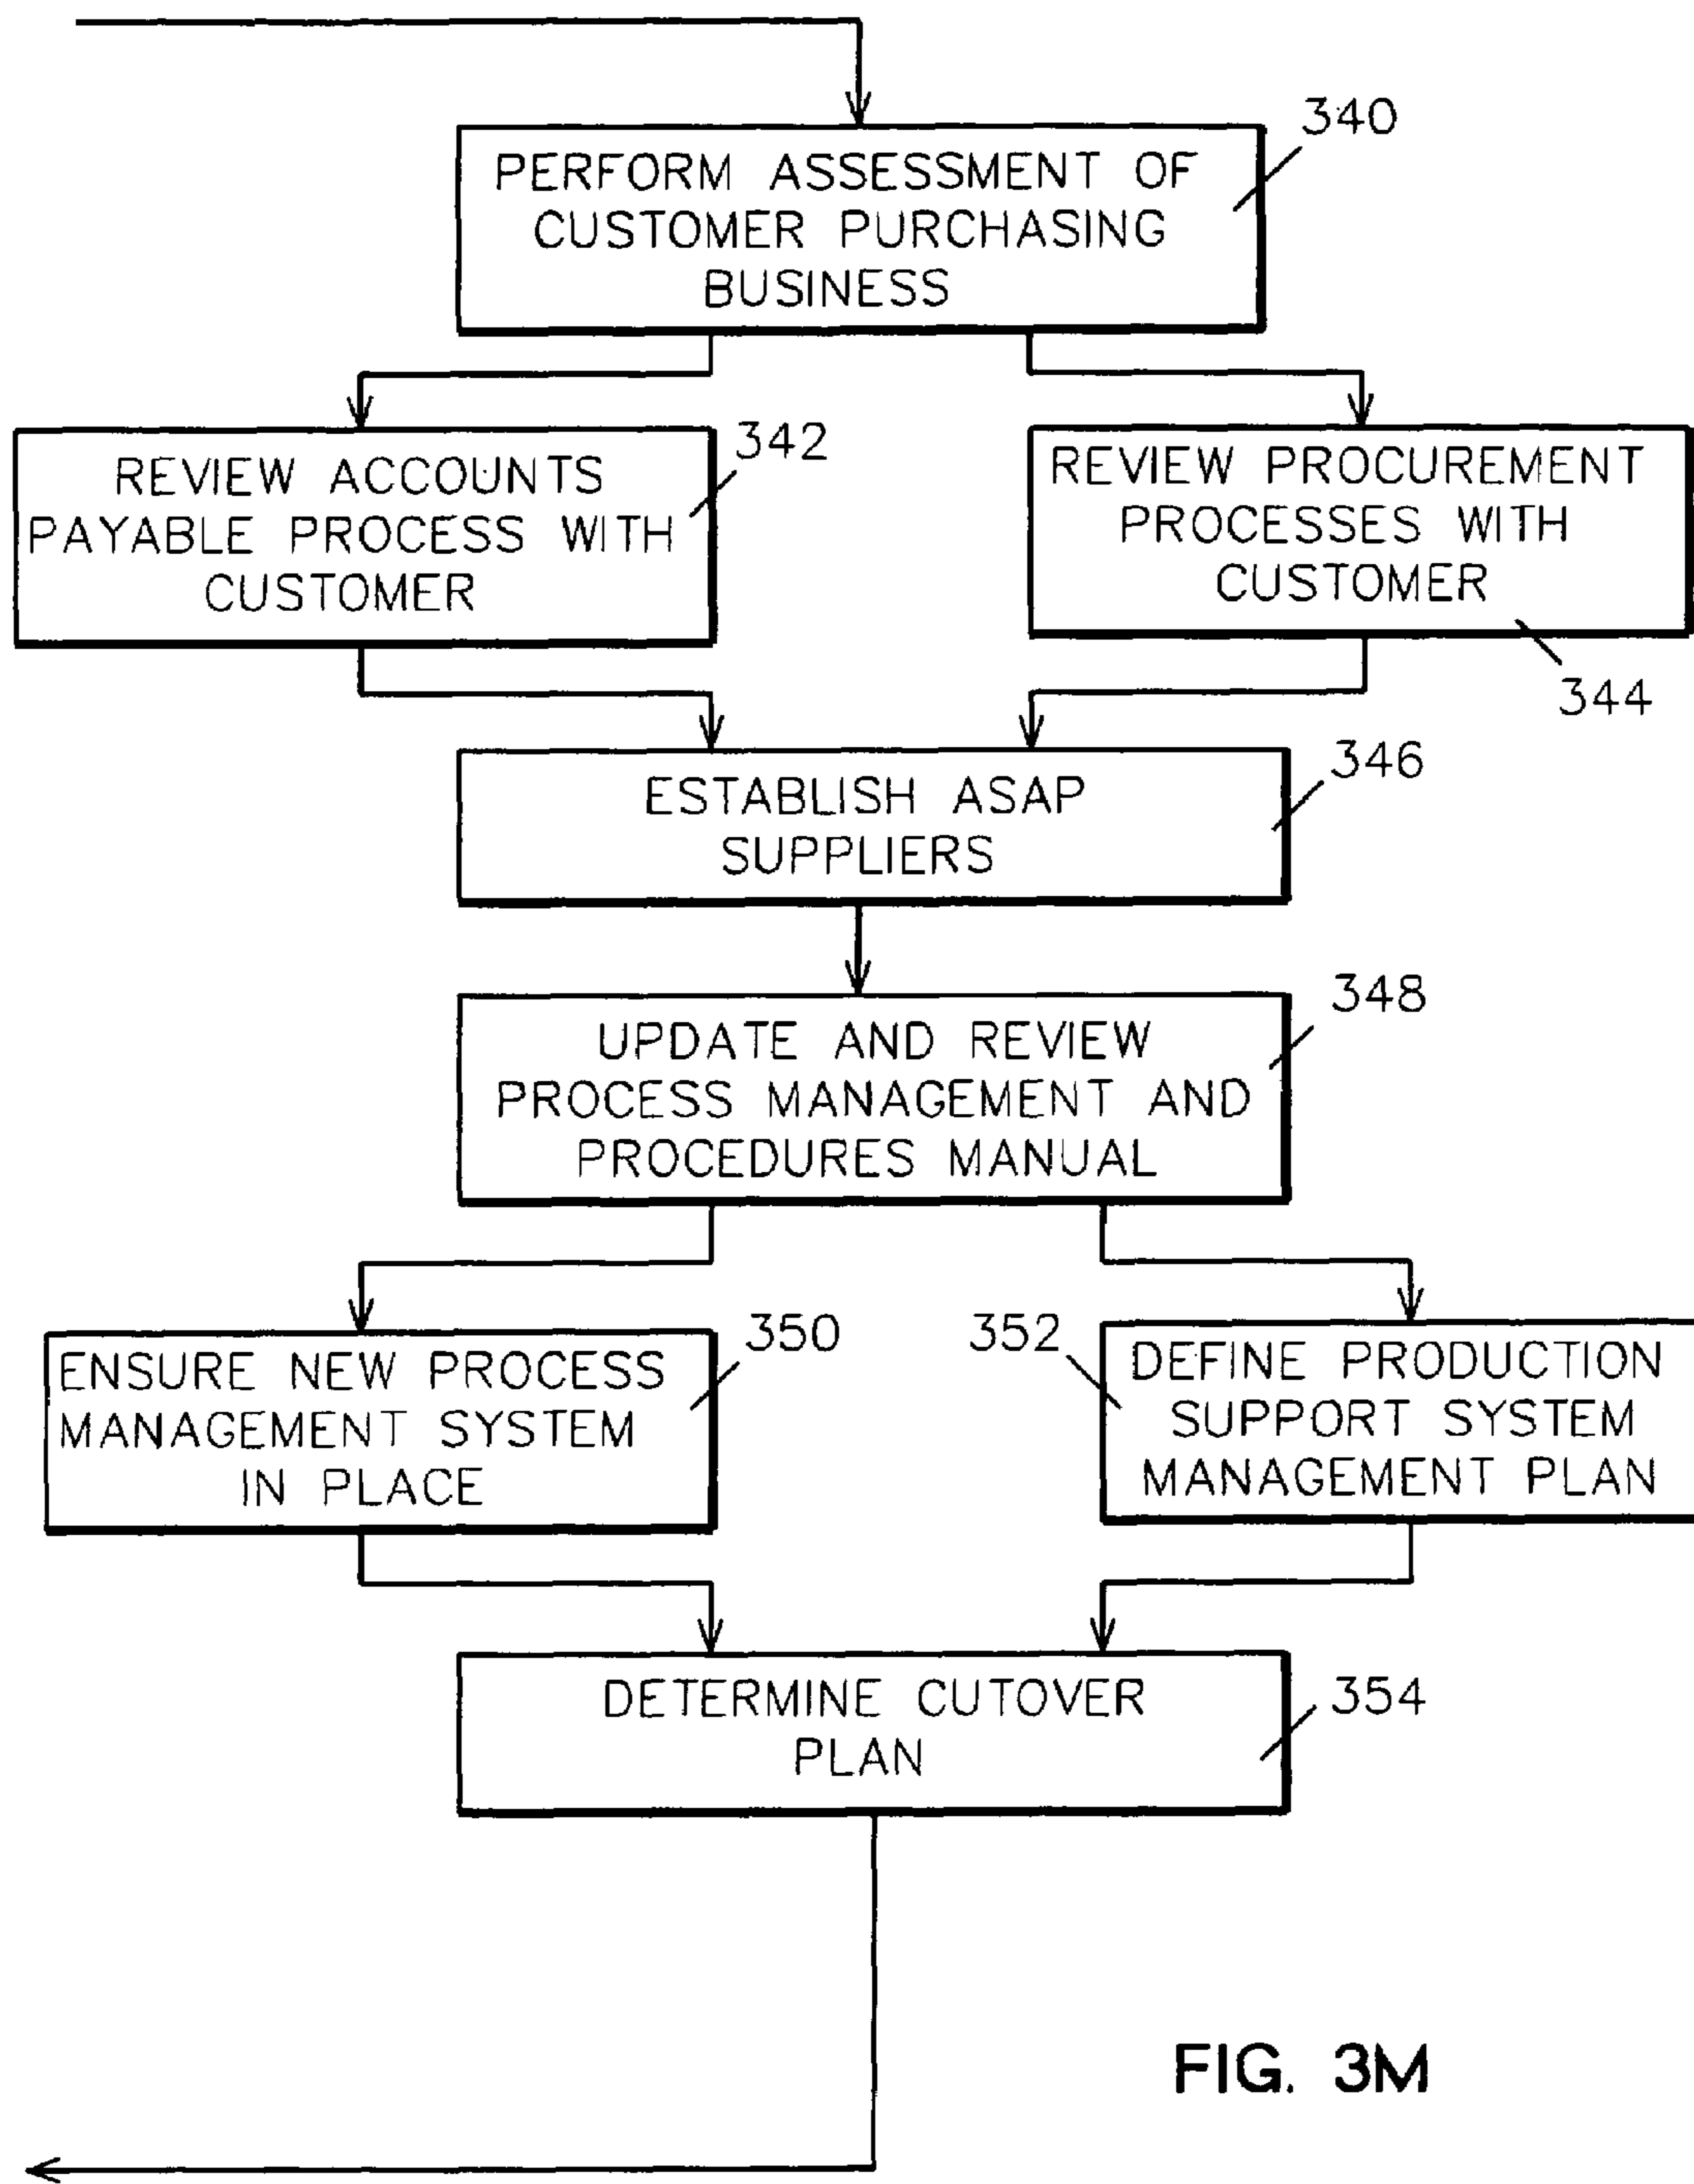 340
PERFORM ASSESSMENT OF
CUSTOMER PURCHASING
BUSINESS
342
REVIEW ACCOUNTS
PAYABLE PROCESS WITH
CUSTOMER
REVIEW PROCUREMENT
PROCESSES WITH
CUSTOMER
344
346
ESTABLISH ASAP
SUPPLIERS
348
UPDATE AND REVIEW
PROCESS MANAGEMENT AND
PROCEDURES MANUAL
350
ENSURE NEW PROCESS
MANAGEMENT SYSTEM
IN PLACE
352
DEFINE PRODUCTION
SUPPORT SYSTEM
MANAGEMENT PLAN
DETERMINE CUTOVER
PLAN
354
FIG. 3M